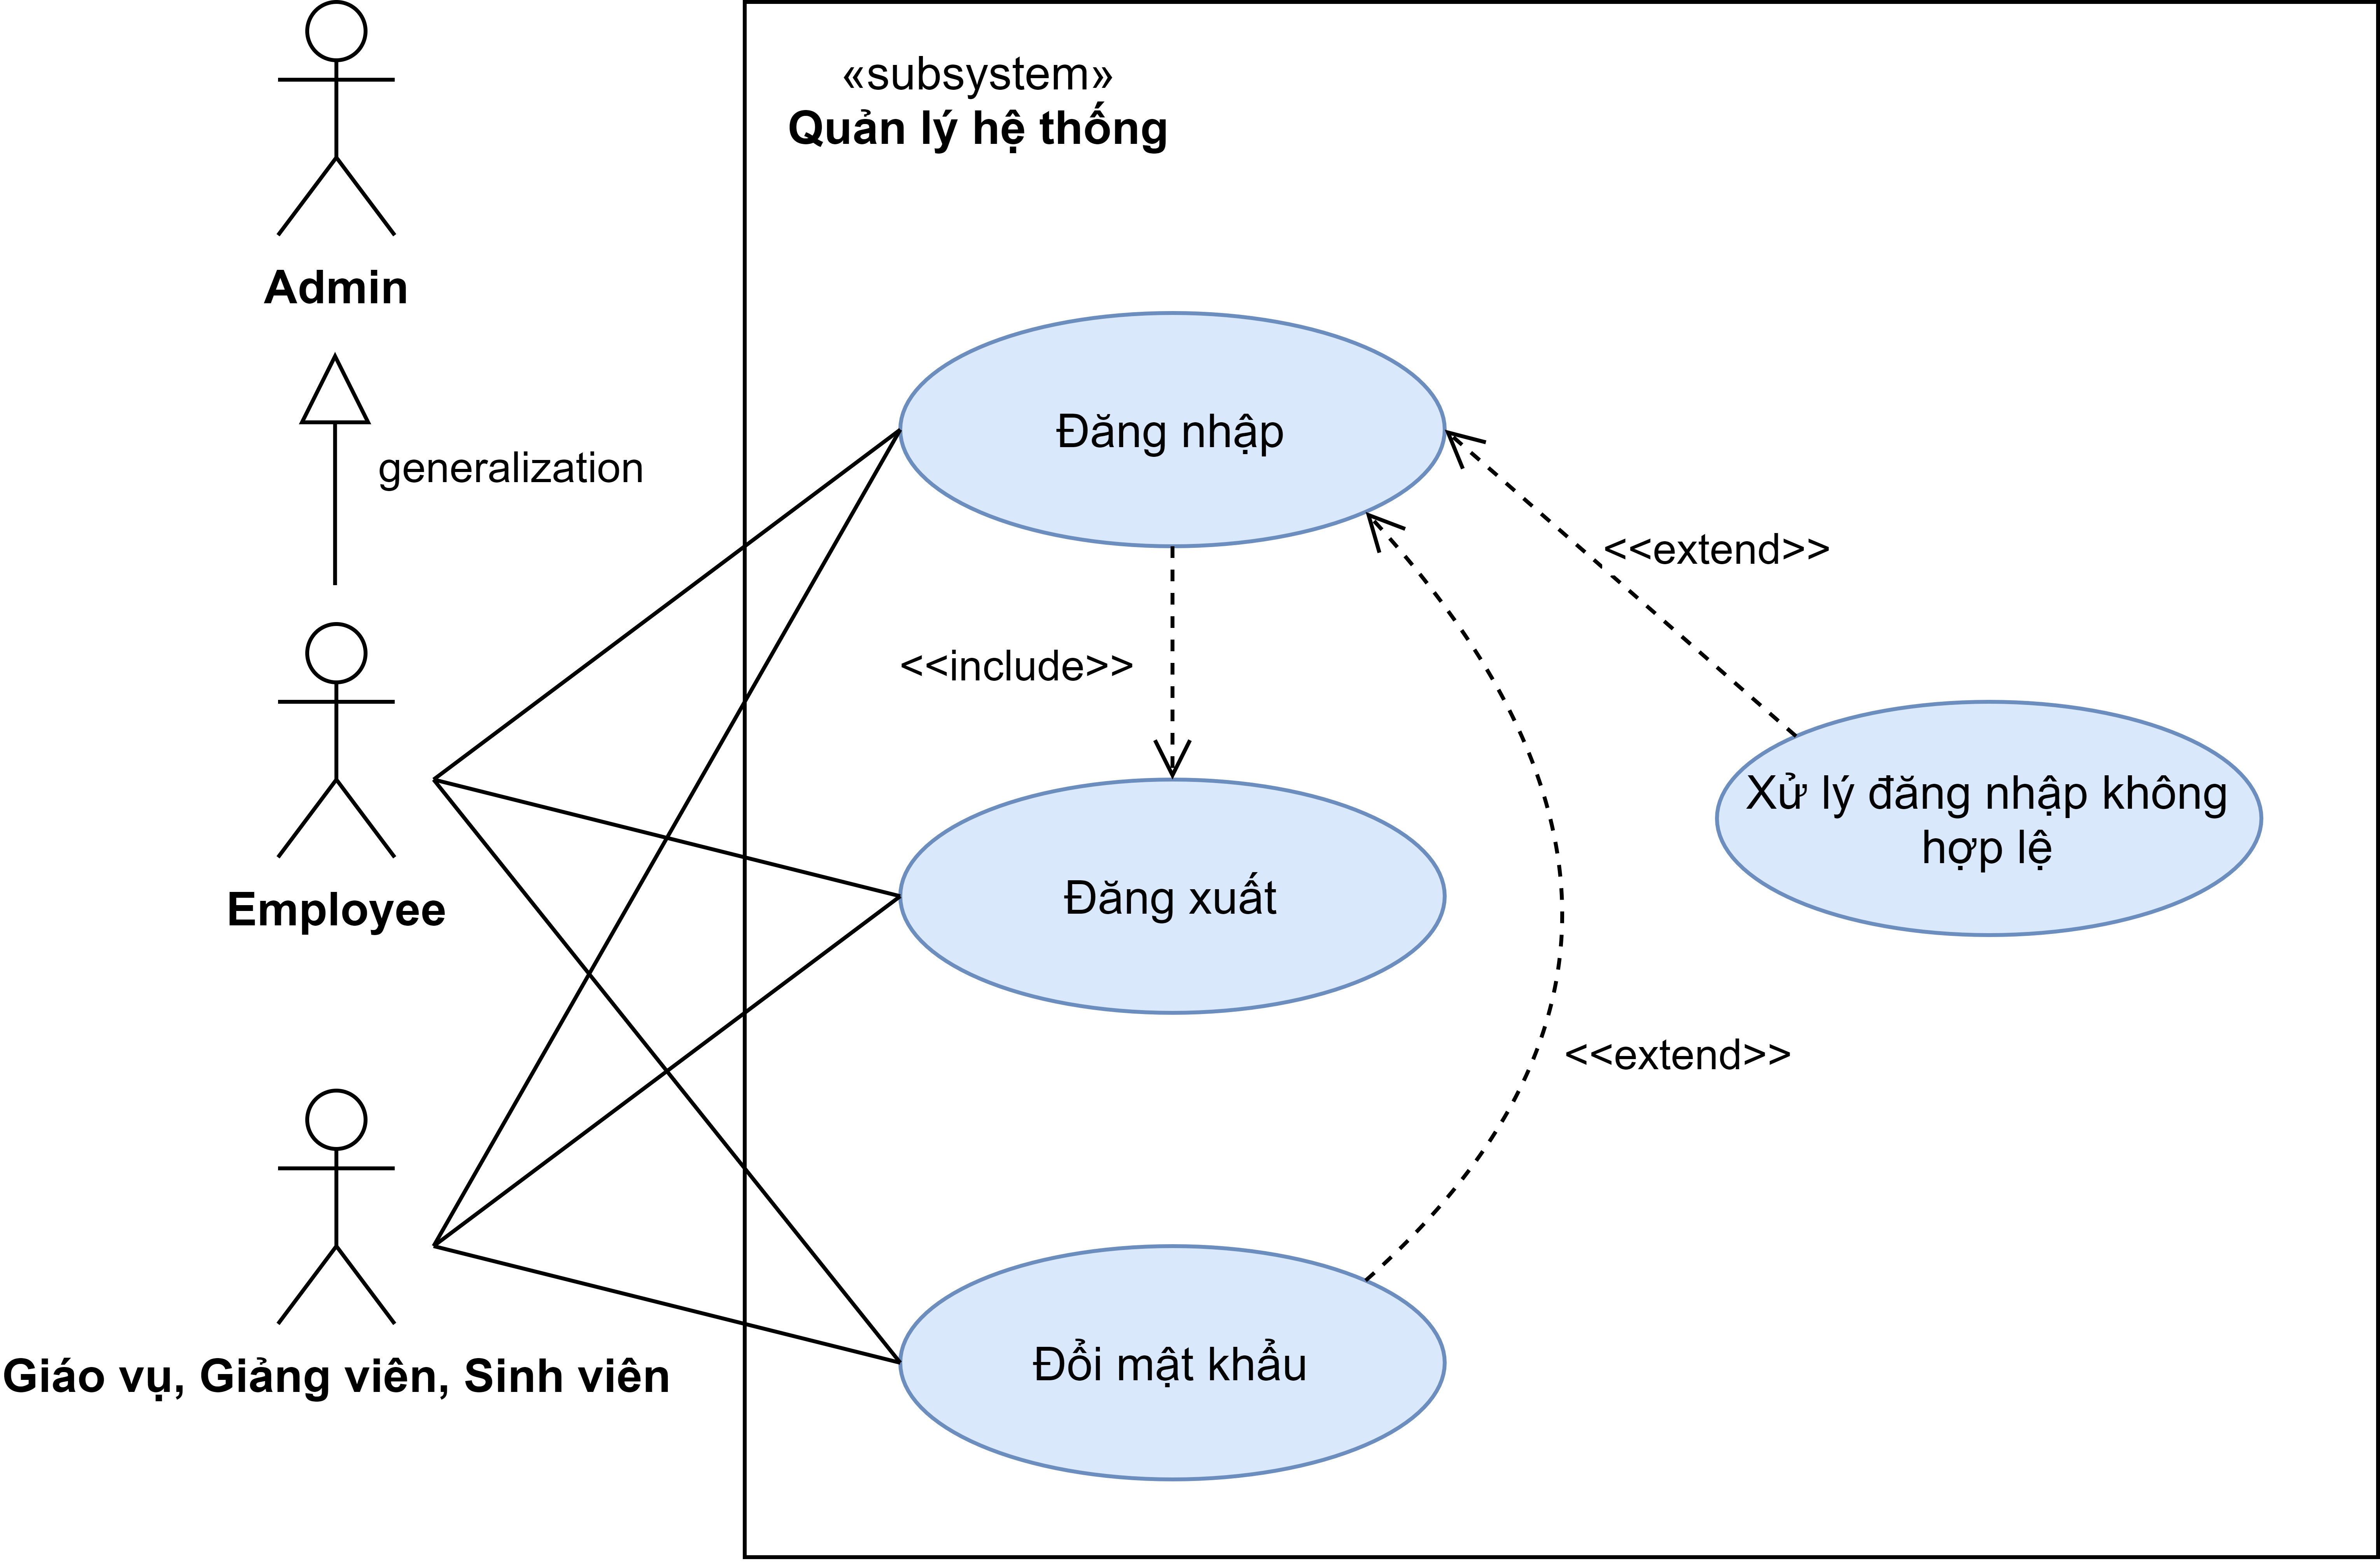 «subsystem»
Quản lý hệ thống
Admin
generalization
Đăng nhập
<<extend>>
<<include>>
Xử lý đăng nhập không
hợp lệ
Employee
Đăng xuất
<<extend>>
Giáo vụ, Giảng viên, Sinh viên
Đổi mật khẩu